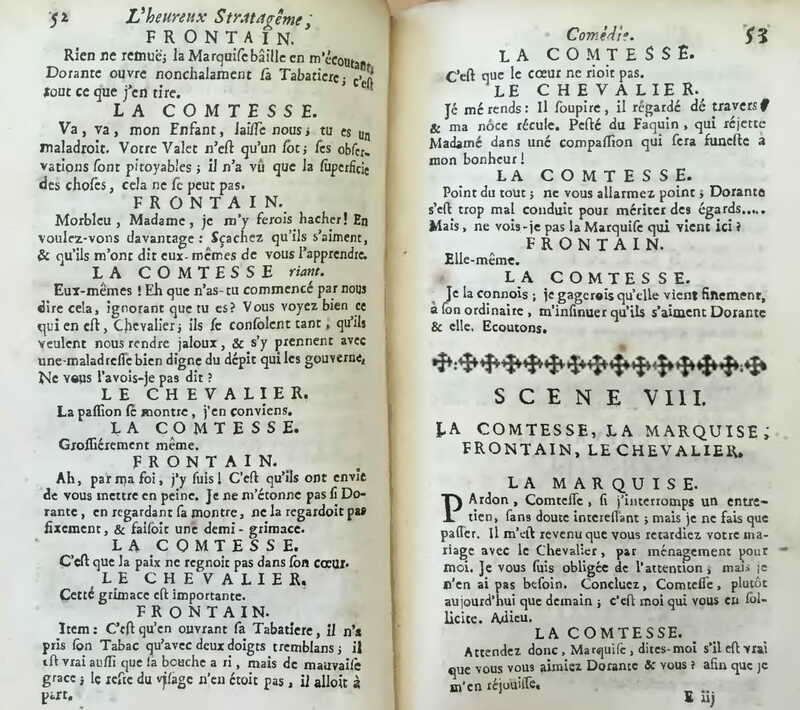 52 L'heureux Stratagême;
FRONTAIN.
Rien ne remuë; la Marquiſe bâille en m'écoutant,
Dorante ouvre nonchalament ſa Tabatiere; c'eſt
tout ce que j'en tire.
LA COMTESSE.
Va, va, mon Enfant, laiſſe nous; tu es un
maladroit. Votre Valet n'eſt qu'un ſot; ſes obſer-
vations ſont pitoyables; il n'a vû que la ſuperficie
des choſes, cela ne ſe peut pas.
FRONTAIN.
Morbleu, Madame, je m'y ferois hacher! En
voulez-vons davantage: Sçachez qu'ils s'aiment,
& qu'ils m'ont dit eux-mêmes de vous l'apprendre.
LA COMTESSE riant.
Eux-mêmes! Eh que n'as-tu commencé par nous
dire cela, ignorant que tu es? Vous voyez bien ce
qui en eſt, Chevalier; ils ſe conſolent tant, qu'ils
veulent nous rendre jaloux, & s'y prennent avec
une-maladreſſe bien digne du dépit qui les gouverne,
Ne vous l'avois-je pas dit?
LE CHEVALIER.
La paſſion ſe montre, j'en conviens.
LA COMTESSE.
Groſſiérement même.
FRONTAIN.
Ah, par ma foi, j'y ſuis! C'eſt qu'ils ont envie
de vous mettre en peine. Je ne m'étonne pas ſi Do-
rante, en regardant ſa montre, ne la regardoit pas
fixement, & faiſoit une demi-grimace.
LA COMTESSE.
C'eſt que la paix ne regnoit pas dans ſon cœur.
LE CHEVALIER.
Cetté grimace eſt importante.
FRONTAIN.
Item: C'eſt qu'en ouvrant ſa Tabatiere, il n'a
pris ſon Tabac qu'avec deux doigts tremblans; il
eſt vrai auſſi que ſa bouche a ri, mais de mauvaiſe
grace; le reſte du viſage n'en étoit pas, il alloit à
part.
Comédie. 53
LA COMTESSE.
C'eſt que le cœur ne rioit pas.
LE CHEVALIER.
Jé mé rends: Il ſoupire, il régardé dé travers,
& ma nôce récule. Peſté du Faquin, qui réjette
Madamé dans uné compaſſion qui ſera funeſte à
mon bonheur!
LA COMTESSE.
Point du tout; ne vous allarmez point; Dorante
s'eſt trop mal conduit pour mériter des égards.....
Mais, ne vois-je pas la Marquiſe qui vient ici?
FRONTAIN.
Elle-même.
LA COMTESSE.
Je la connois; je gagerois qu'elle vient finement,
à ſon ordinaire, m'inſinuer qu'ils s'aiment Dorante
& elle. Ecoutons.
SCENE VIII.
LA COMTESSE, LA MARQUISE;
FRONTAIN, LE CHEVALIER.
LA MARQUISE.
PArdon, Comteſſe, ſi j'interromps un entre-
tien, ſans doute intereſſant; mais je ne fais que
paſſer. Il m'eſt revenu que vous retardiez votre ma-
riage avec le Chevalier, par ménagement pour
moi. Je vous ſuis obligée de l'attention; mais je
n'en ai pas beſoin. Concluez, Comteſſe, plutôt
aujourd'hui que demain; c'eſt moi qui vous en ſol-
licite. Adieu.
LA COMTESSE.
Attendez donc, Marquiſe, dites-moi s'il eſt vrai
que vous vous aimiez Dorante & vous? afin que je
m'en réjouiſſe.
E iij